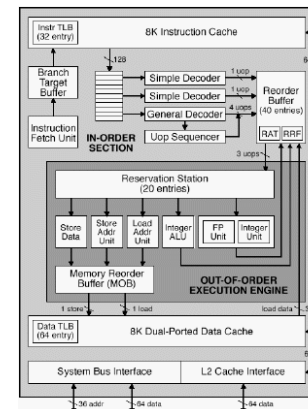 Instr TLB
(32 entry)
8K Instruction Cache
128
Branch
Target
Buffer
Instruction
Fetch Unit
Simple Decoder
1 uop
Simple Decoder
1 uop
General Decoder
4 uops
Uop Sequencer
IN-ORDER
SECTION
Reorder
Buffer
(40 entries)
RAT
RRF
3 uops
Reservation Station
(20 entries)
Store
Data
Store
Addr
Unit
Load
Addr
Unit
Integer
ALU
FP
Unit
Integer
Unit
Memory Reorder
Buffer (MOB)
OUT-OF-ORDER
EXECUTION ENGINE
1 store
1 load
load data
Data TLB
(64 entry)
8K Dual-Ported Data Cache
System Bus Interface
L2 Cache Interface
36 addr
64 data
64 data